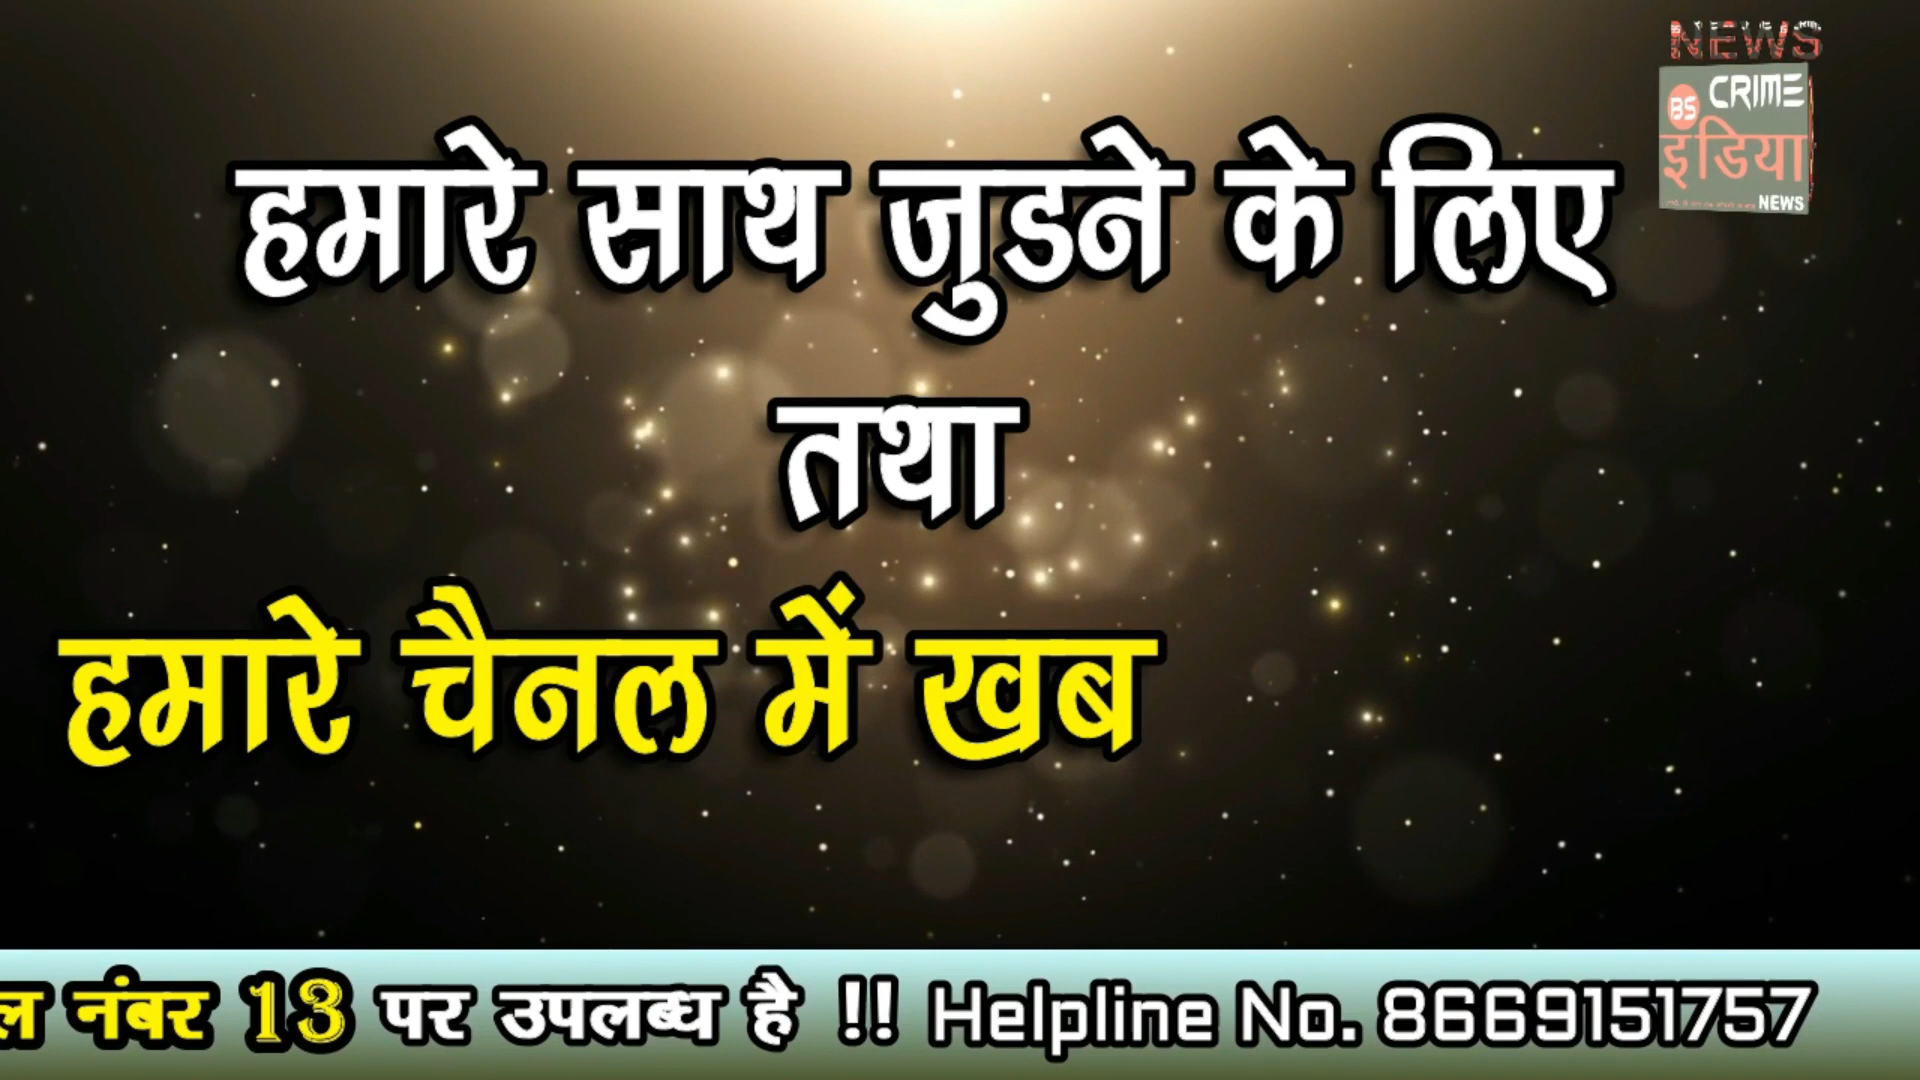 NEWS
BS CRIME
इंडिया
NEWS
हमारे साथ जुडने के लिए
तथा
हमारे चैनल में खब
ल नंबर 13 पर उपलब्ध है !! Helpline No. 8669151757